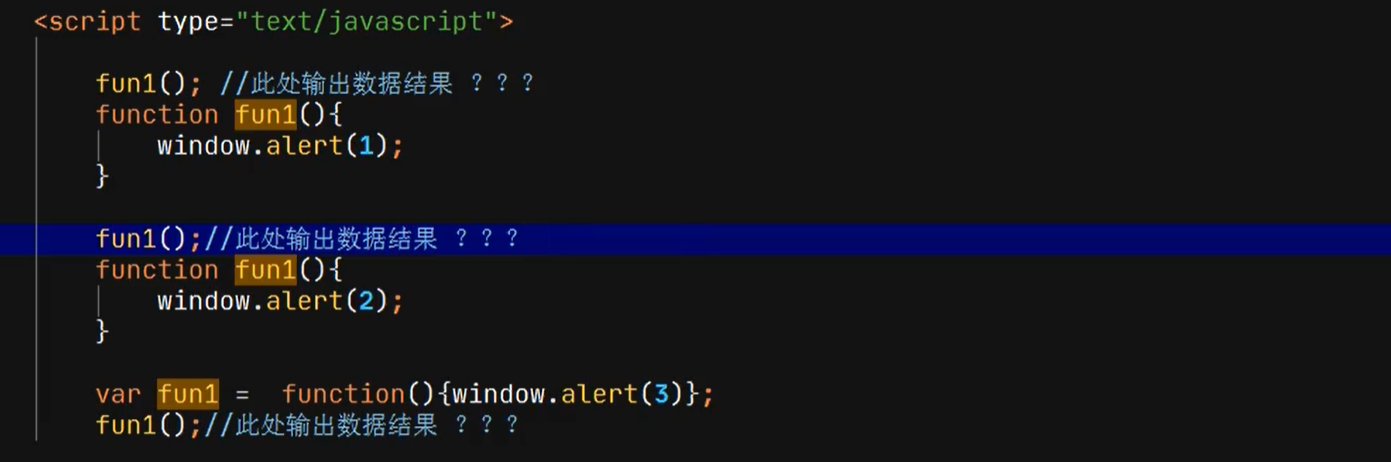 <script type="text/javascript">
fun1(); //此处输出数据结果 ？？？
function fun1(){
window.alert(1);
}
fun1();//此处输出数据结果 ？？？
function fun1(){
window.alert(2);
}
var fun1 =  function(){window.alert(3)};
fun1();//此处输出数据结果 ？？？